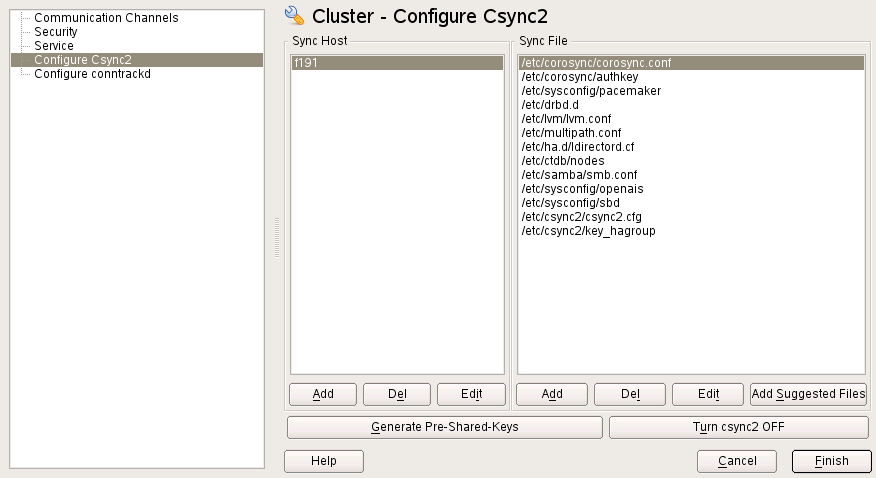 Communication Channels
Security
Service
Configure Csync2
Configure conntrackd
Cluster - Configure Csync2
Sync Host
f191
Add
Del
Edit
Sync File
/etc/corosync/corosync.conf
/etc/corosync/authkey
/etc/sysconfig/pacemaker
/etc/drbd.d
/etc/lvm/lvm.conf
/etc/multipath.conf
/etc/ha.d/ldirectord.cf
/etc/ctdb/nodes
/etc/samba/smb.conf
/etc/sysconfig/openais
/etc/sysconfig/sbd
/etc/csync2/csync2.cfg
/etc/csync2/key_hagroup
Add
Del
Edit
Add Suggested Files
Generate Pre-Shared-Keys
Turn csync2 OFF
Help
Cancel
Finish